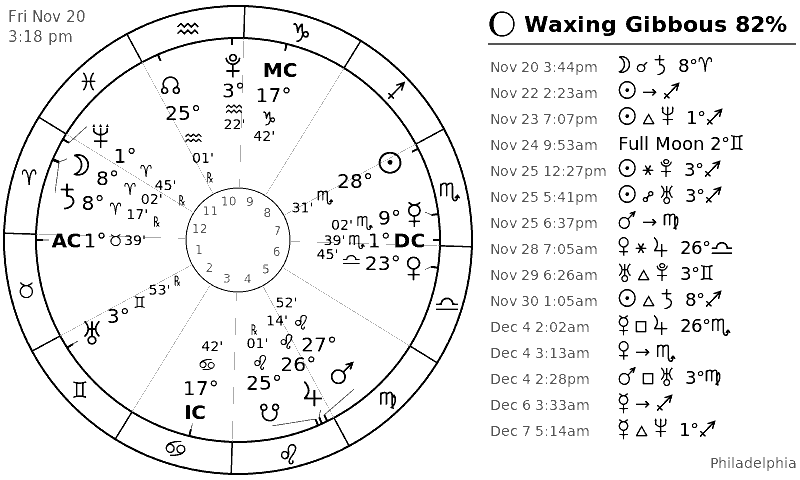 Fri Nov 20
3:18 pm
☽ Waxing Gibbous 82%
Nov 20 3:44pm ☽ ☌ ♄ 8°♈
Nov 22 2:23am ☉ → ♐
Nov 23 7:07pm ☉ △ ♆ 1°♐
Nov 24 9:53am Full Moon 2°♊
Nov 25 12:27pm ☉ ⚹ ♇ 3°♐
Nov 25 5:41pm ☉ ☍ ♅ 3°♐
Nov 25 6:37pm ♂ → ♍
Nov 28 7:05am ♀ ⚹ ♃ 26°♎
Nov 29 6:26am ♅ △ ♇ 3°♊
Nov 30 1:05am ☉ △ ♄ 8°♐
Dec 4 2:02am ☿ □ ♃ 26°♏
Dec 4 3:13am ♀ → ♏
Dec 4 2:28pm ♂ □ ♅ 3°♍
Dec 6 3:33am ☿ → ♐
Dec 7 5:14am ☿ △ ♆ 1°♐
Philadelphia
♒
♑
♐
♏
♎
♍
♌
♋
♊
♉
♈
♓
♇ 3° ♒ 22'
MC 17° ♑ 42'
☊ 25° ♒ 01' ℞
♆ 1° ♈ 45' ℞
☽ 8° ♈ 02'
♄ 8° ♈ 17' ℞
AC 1° ♉ 39'
♅ 3° ♊ 53' ℞
IC 17° ♋ 42'
☋ 25° ♌ 01' ℞
♃ 26° ♌ 14'
♂ 27° ♌ 52'
♀ 23° ♎ 45'
DC 1° ♏ 39'
☿ 9° ♏ 02'
☉ 28° ♏ 31'
1
2
3
4
5
6
7
8
9
10
11
12